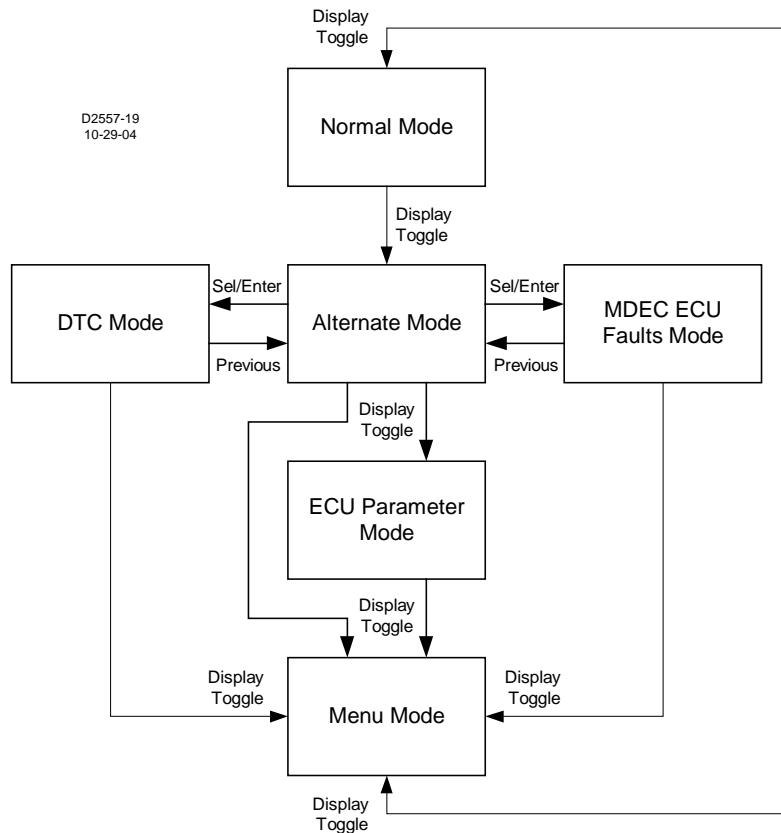 Display
Toggle
D2557-19
10-29-04
Normal Mode
Display
Toggle
DTC Mode
Sel/Enter
Previous
Alternate Mode
Sel/Enter
Previous
MDEC ECU
Faults Mode
Display
Toggle
ECU Parameter
Mode
Display
Toggle
Display
Toggle
Menu Mode
Display
Toggle
Display
Toggle